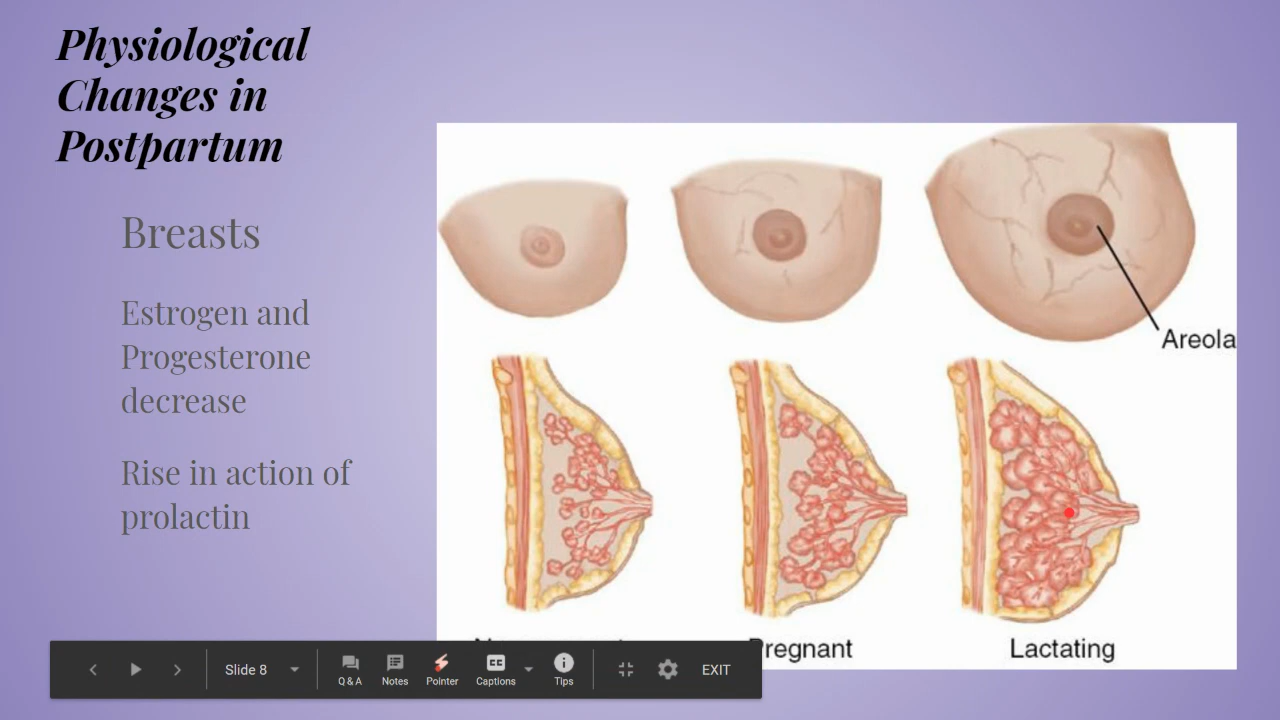 Physiological
Changes in
Postpartum
Breasts
Estrogen and
Progesterone
decrease
Rise in action of
prolactin
Areola
Pregnant
Lactating
Slide 8
Q & A
Notes
Pointer
Captions
Tips
EXIT